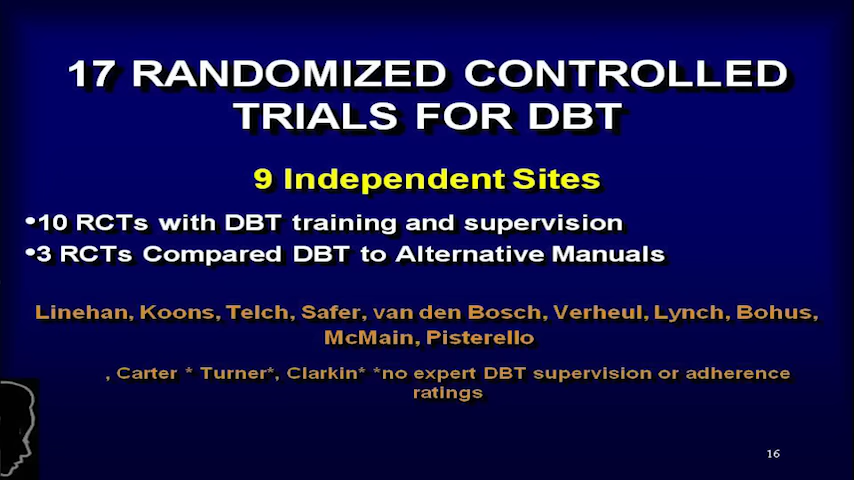 17 RANDOMIZED CONTROLLED
TRIALS FOR DBT
9 Independent Sites
•10 RCTs with DBT training and supervision
•3 RCTs Compared DBT to Alternative Manuals
Linehan, Koons, Telch, Safer, van den Bosch, Verheul, Lynch, Bohus,
McMain, Pisterello
, Carter * Turner*, Clarkin* *no expert DBT supervision or adherence
ratings
16